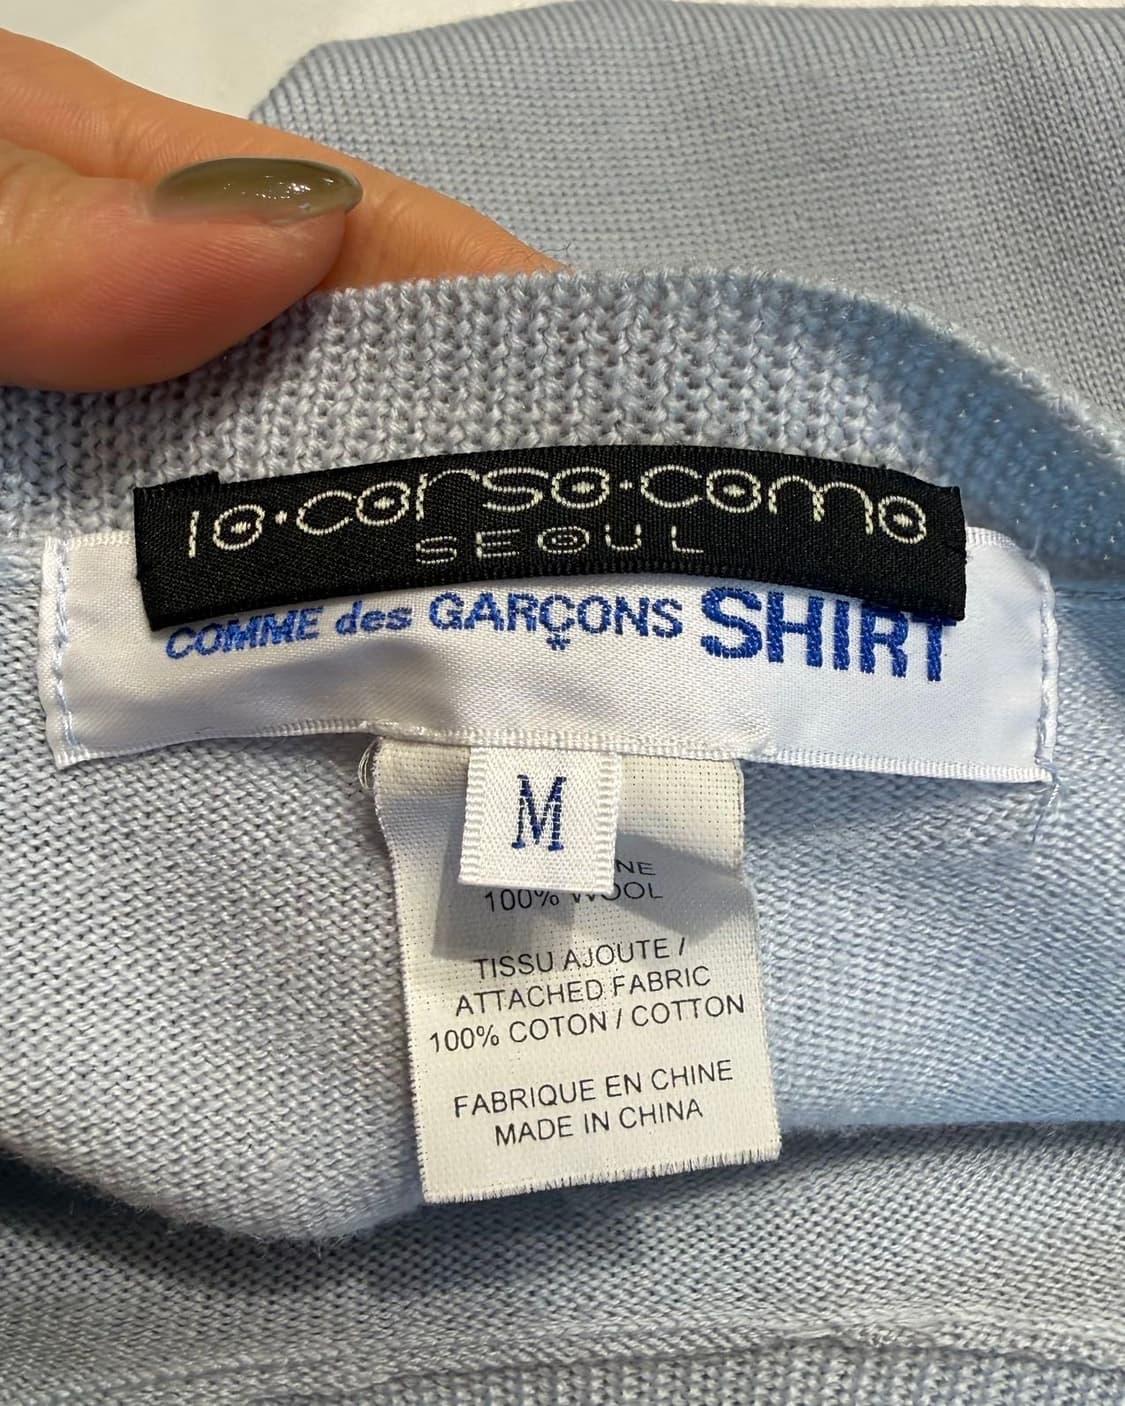 10·corso·como
SEOUL
COMME des GARÇONS SHIRT
M
100% WOOL
TISSU AJOUTE /
ATTACHED FABRIC
100% COTON / COTTON
FABRIQUE EN CHINE
MADE IN CHINA